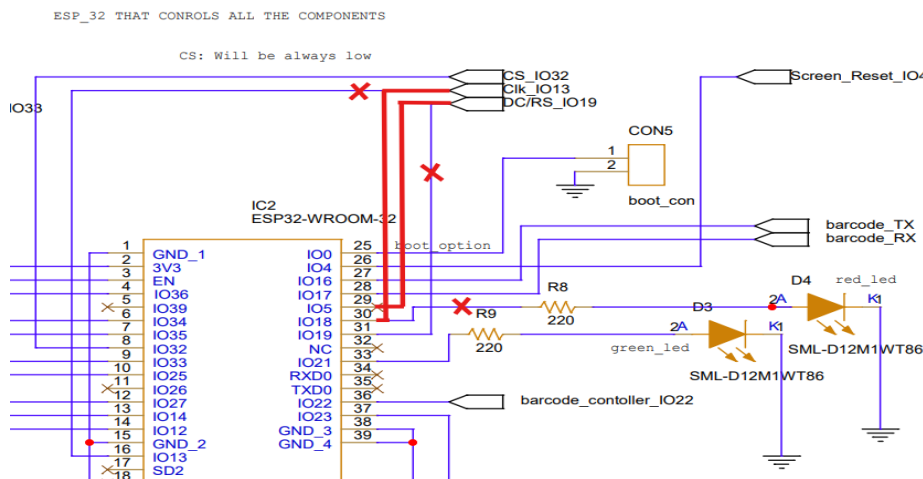 ESP_32 THAT CONROLS ALL THE COMPONENTS
CS: Will be always low
CS_IO32
Clk_IO13
DC/RS_IO19
Screen_Reset_IO4
IO33
CON5
1
2
boot_con
IC2
ESP32-WROOM-32
boot_option
barcode_TX
barcode_RX
1 GND_1
2 3V3
3 EN
4 IO36
5 IO39
6 IO34
7 IO35
8 IO32
9 IO33
10 IO25
11 IO26
12 IO27
13 IO14
14 IO12
15 GND_2
16 IO13
17 SD2
18
IO0 25
IO4 26
IO16 27
IO17 28
IO5 29
IO18 30
IO19 31
NC 32
IO21 33
RXD0 34
TXD0 35
IO22 36
IO23 37
GND_3 38
GND_4 39
R8
220
R9
220
D4
red_led
2 A
K 1
SML-D12M1WT86
D3
green_led
2 A
K 1
SML-D12M1WT86
barcode_contoller_IO22